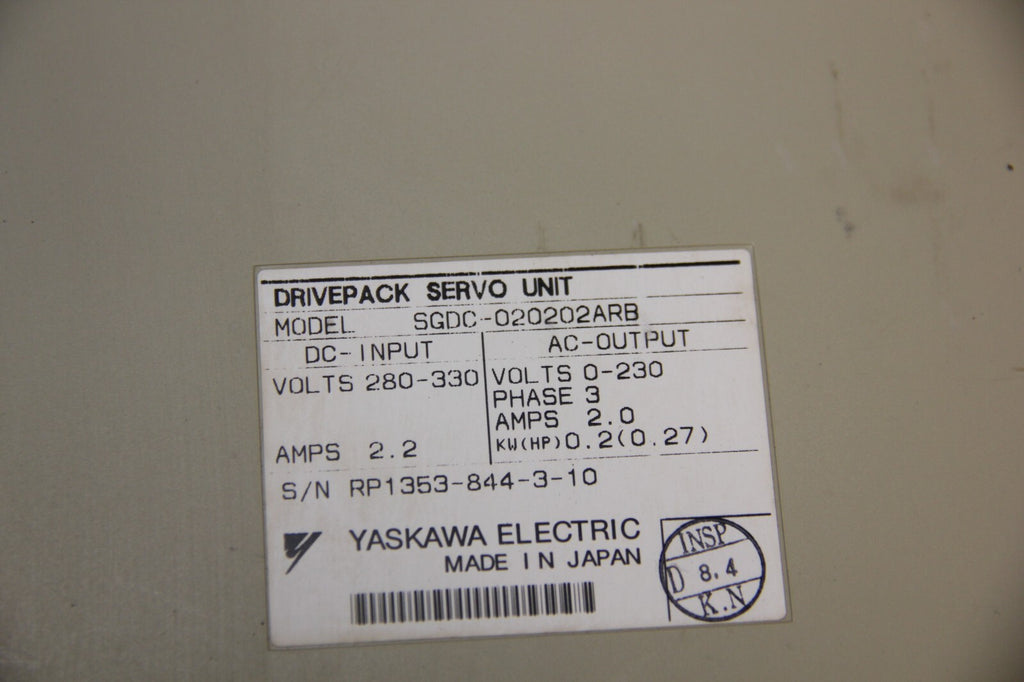 DRIVEPACK SERVO UNIT
MODEL SGDC-020202ARB
DC-INPUT
VOLTS 280-330
AMPS 2.2
AC-OUTPUT
VOLTS 0-230
PHASE 3
AMPS 2.0
KW(HP) 0.2(0.27)
S/N RP1353-844-3-10
YASKAWA ELECTRIC
MADE IN JAPAN
INSP
D 8.4
K.N